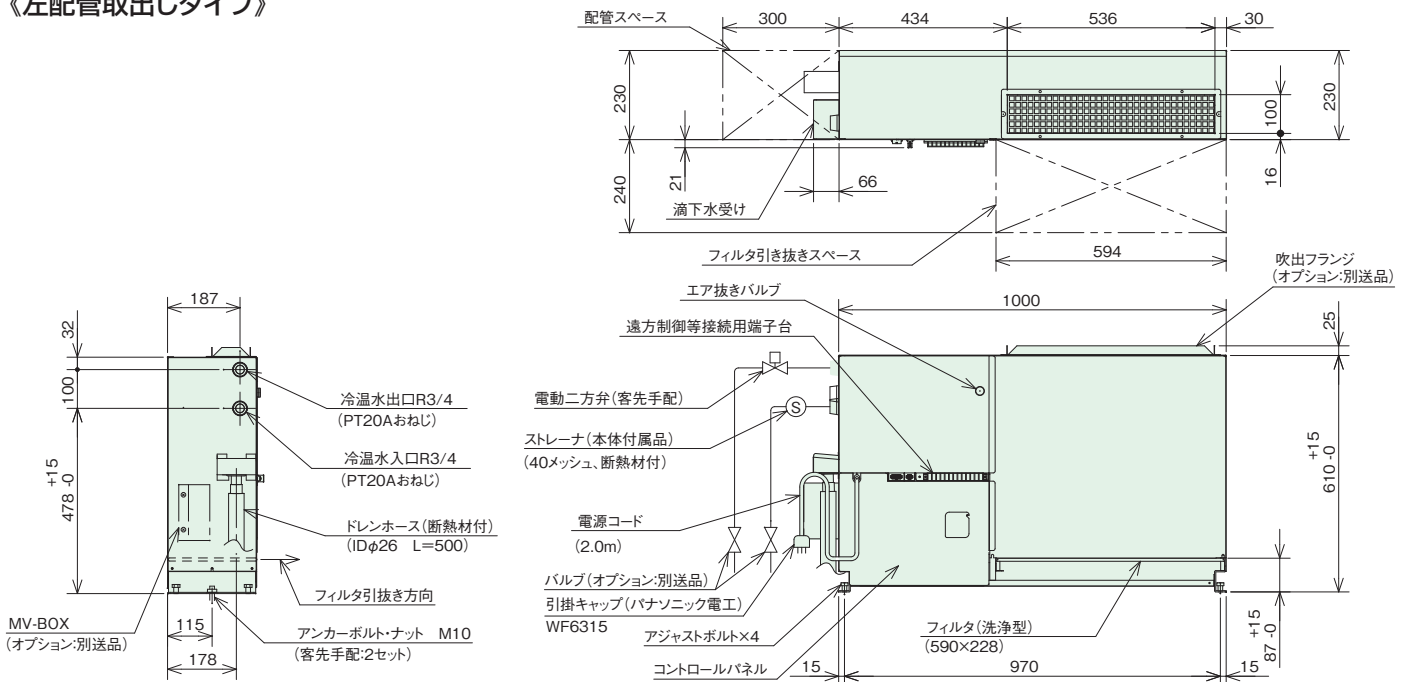 《左配管取出しタイプ》
配管スペース
300
434
536
30
230
240
21
66
滴下水受け
100
230
16
フィルタ引き抜きスペース
594
187
32
100
+15
478 -0
冷温水出口R3/4
(PT20Aおねじ)
冷温水入口R3/4
(PT20Aおねじ)
ドレンホース(断熱材付)
(IDφ26 L=500)
フィルタ引抜き方向
MV-BOX
(オプション:別送品)
115
178
アンカーボルト・ナット M10
(客先手配:2セット)
エア抜きバルブ
遠方制御等接続用端子台
1000
吹出フランジ
(オプション:別送品)
25
電動二方弁(客先手配)
S
ストレーナ(本体付属品)
(40メッシュ、断熱材付)
電源コード
(2.0m)
バルブ(オプション:別送品)
引掛キャップ(パナソニック電工)
WF6315
アジャストボルト×4
コントロールパネル
フィルタ(洗浄型)
(590×228)
+15
610 -0
+15
87 -0
15
970
15